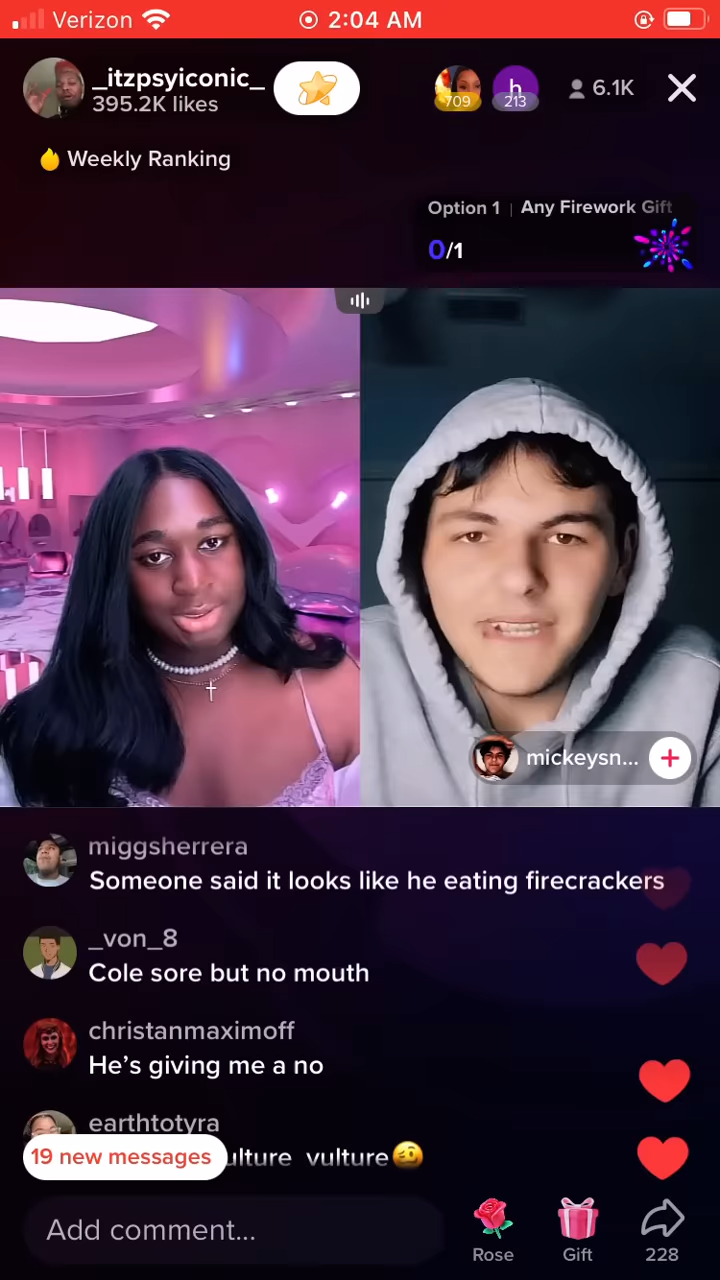 Verizon 2:04 AM
_itzpsyiconic_
395.2K likes
709
h
213
6.1K
Weekly Ranking
Option 1 | Any Firework Gift
0/1
mickeysn...
miggsherrera
Someone said it looks like he eating firecrackers
_von_8
Cole sore but no mouth
christanmaximoff
He's giving me a no
earthtotyra
19 new messages
ulture vulture🥴
Add comment...
Rose
Gift
228